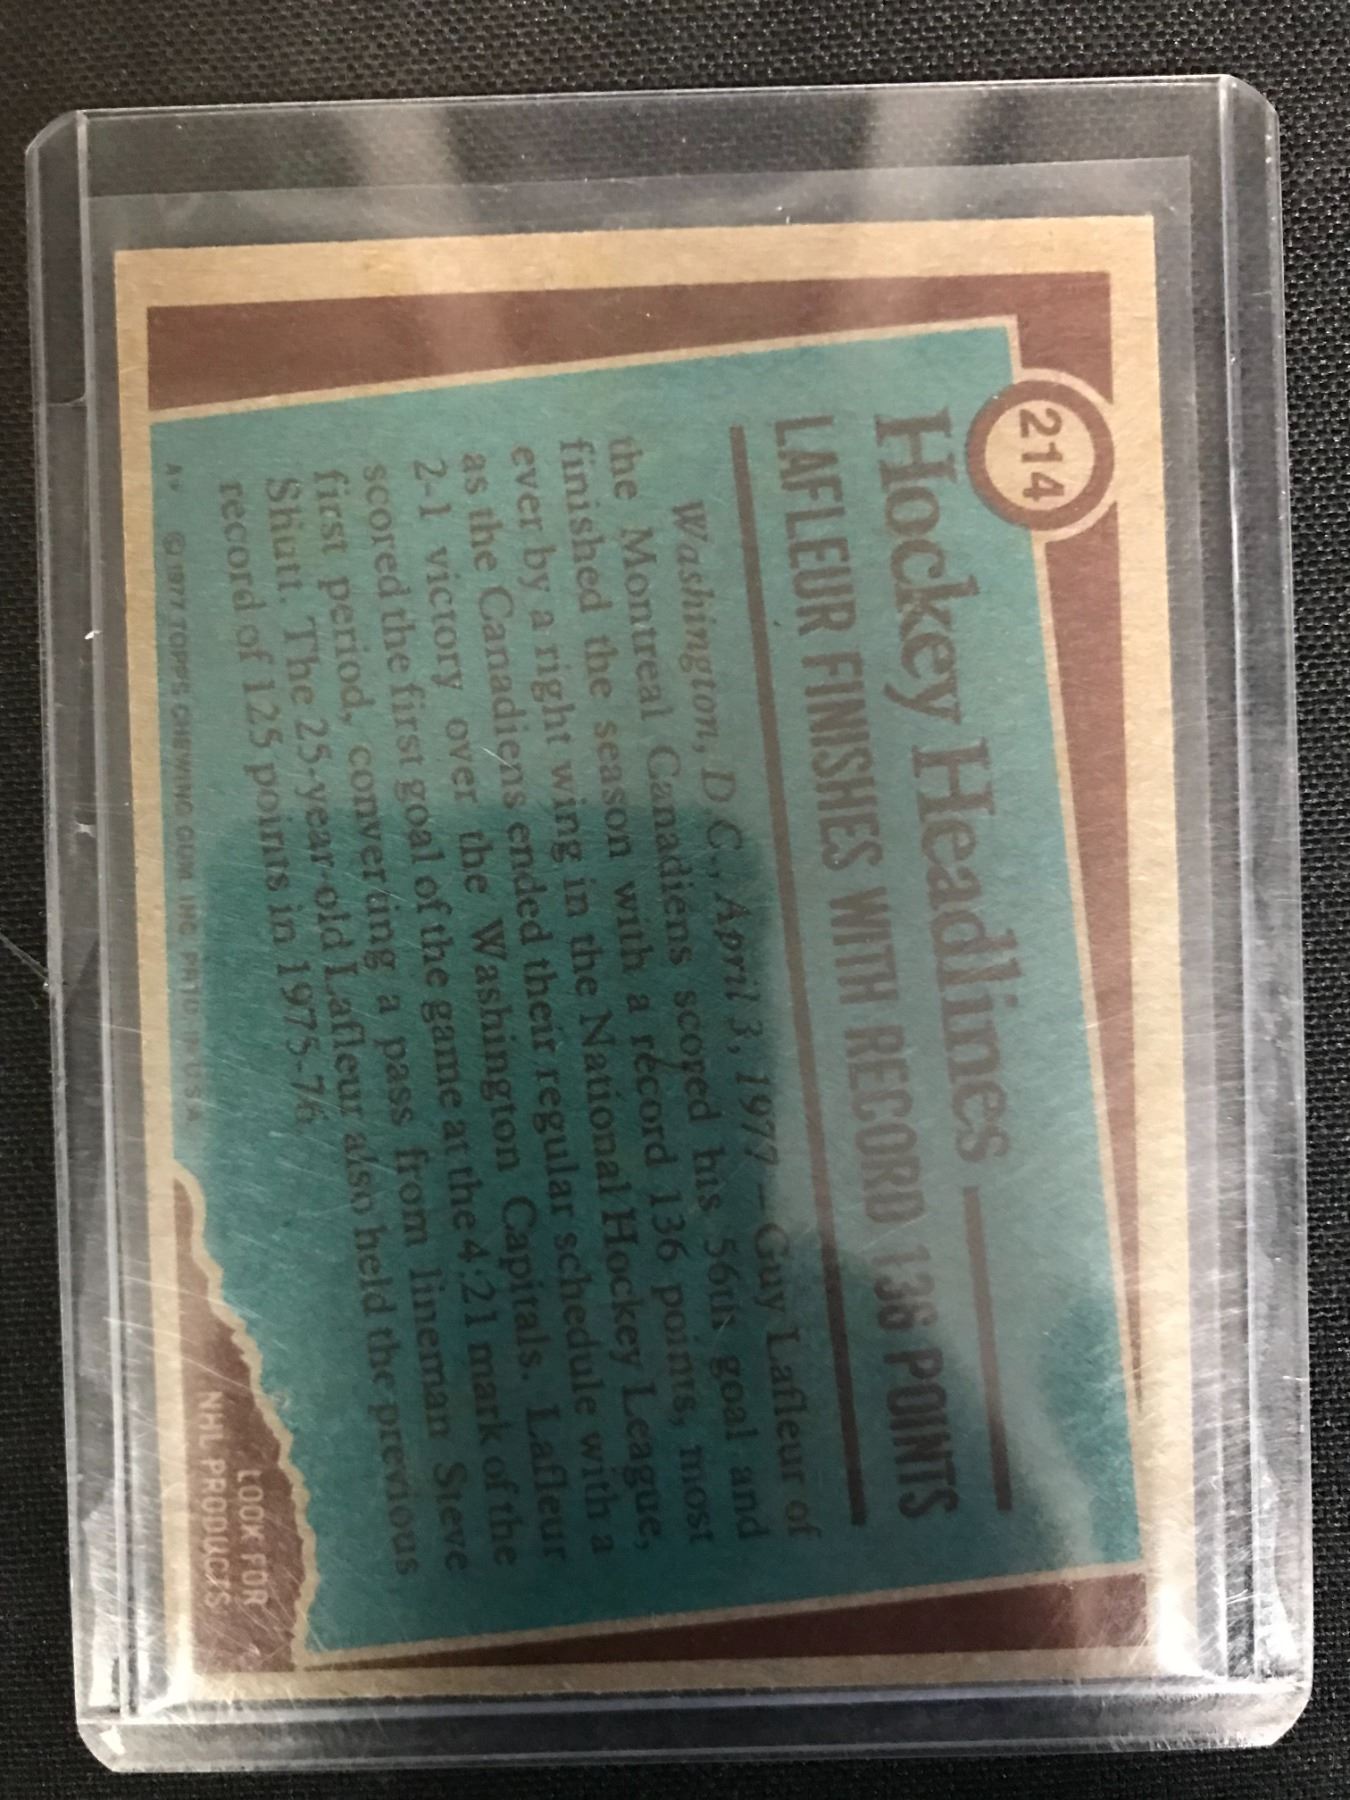 214
Hockey Headlines
LAFLEUR FINISHES WITH RECORD 136 POINTS
Washington, D.C., April 3, 1977 – Guy Lafleur of
the Montreal Canadiens scored his 56th goal and
finished the season with a record 136 points, most
ever by a right wing in the National Hockey League,
as the Canadiens ended their regular schedule with a
2-1 victory over the Washington Capitals. Lafleur
scored the first goal of the game at the 4:21 mark of the
first period, converting a pass from lineman Steve
Shutt. The 25-year-old Lafleur also held the previous
record of 125 points in 1975-76.
©1977 TOPPS CHEWING GUM, INC. PRTD. IN U.S.A.
LOOK FOR
NHL PRODUCTS